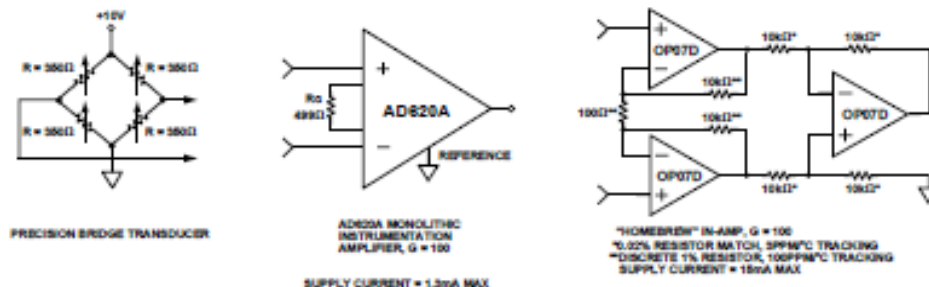 +10V
R = 350Ω
R = 350Ω
R = 350Ω
R = 350Ω
PRECISION BRIDGE TRANSDUCER
+
RG
499Ω
AD620A
–
REFERENCE
AD620A MONOLITHIC
INSTRUMENTATION
AMPLIFIER, G = 100
SUPPLY CURRENT = 1.3mA MAX
+
OP07D
–
10kΩ*
10kΩ*
10kΩ**
100Ω**
10kΩ**
–
OP07D
+
–
OP07D
+
10kΩ*
10kΩ*
"HOMEBREW" IN-AMP, G = 100
*0.02% RESISTOR MATCH, 3PPM/°C TRACKING
**DISCRETE 1% RESISTOR, 100PPM/°C TRACKING
SUPPLY CURRENT = 15mA MAX